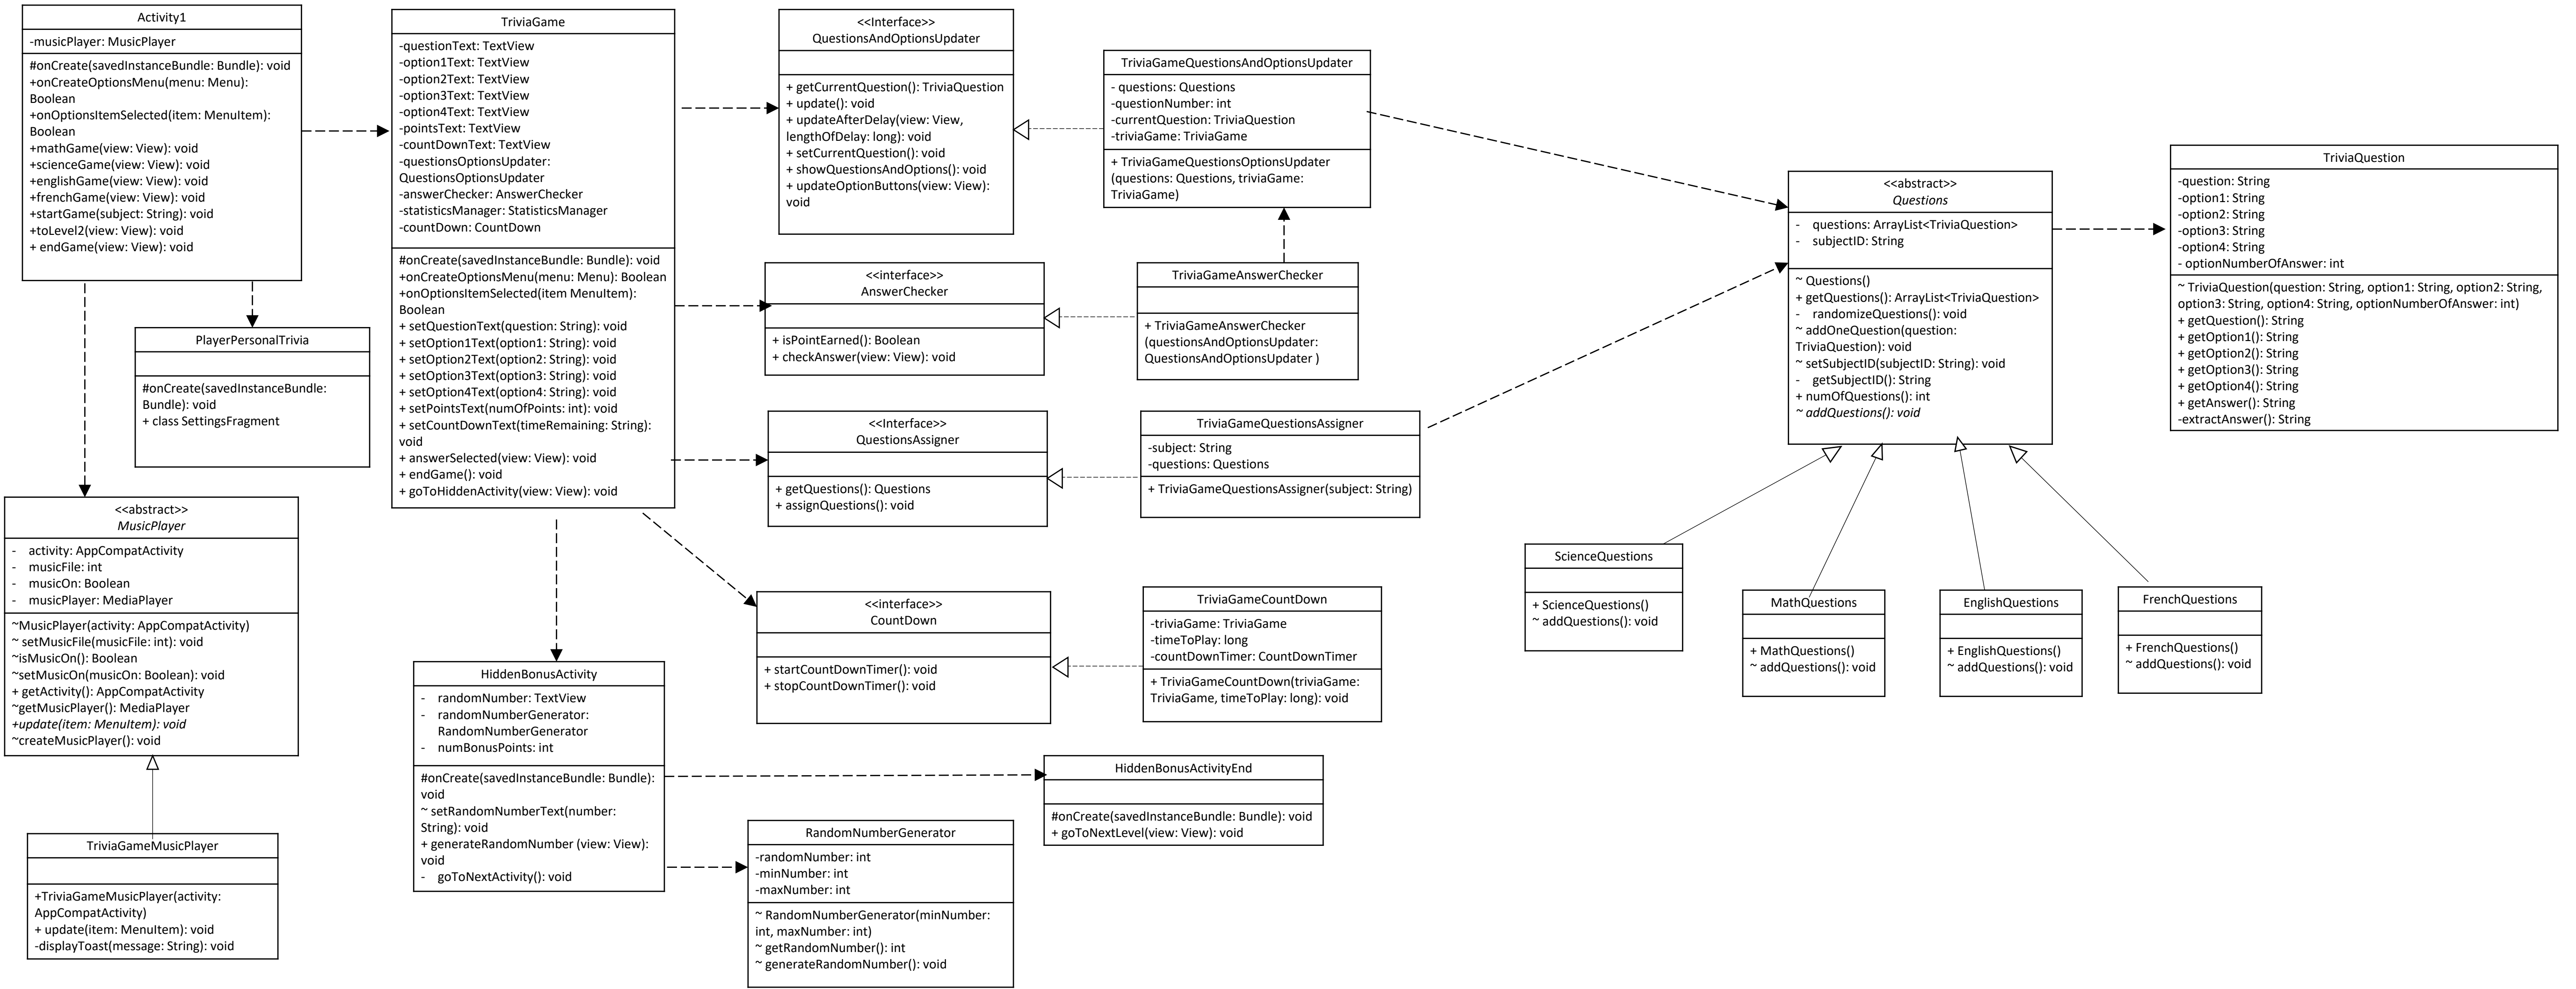 Activity1
-musicPlayer: MusicPlayer
#onCreate(savedInstanceBundle: Bundle): void
+onCreateOptionsMenu(menu: Menu):
Boolean
+onOptionsItemSelected(item: MenuItem):
Boolean
+mathGame(view: View): void
+scienceGame(view: View): void
+englishGame(view: View): void
+frenchGame(view: View): void
+startGame(subject: String): void
+toLevel2(view: View): void
+ endGame(view: View): void
PlayerPersonalTrivia
#onCreate(savedInstanceBundle:
Bundle): void
+ class SettingsFragment
<<abstract>>
MusicPlayer
- activity: AppCompatActivity
- musicFile: int
- musicOn: Boolean
- musicPlayer: MediaPlayer
~MusicPlayer(activity: AppCompatActivity)
~ setMusicFile(musicFile: int): void
~isMusicOn(): Boolean
~setMusicOn(musicOn: Boolean): void
+ getActivity(): AppCompatActivity
~getMusicPlayer(): MediaPlayer
+update(item: MenuItem): void
~createMusicPlayer(): void
TriviaGameMusicPlayer
+TriviaGameMusicPlayer(activity:
AppCompatActivity)
+ update(item: MenuItem): void
-displayToast(message: String): void
TriviaGame
-questionText: TextView
-option1Text: TextView
-option2Text: TextView
-option3Text: TextView
-option4Text: TextView
-pointsText: TextView
-countDownText: TextView
-questionsOptionsUpdater:
QuestionsOptionsUpdater
-answerChecker: AnswerChecker
-statisticsManager: StatisticsManager
-countDown: CountDown
#onCreate(savedInstanceBundle: Bundle): void
+onCreateOptionsMenu(menu: Menu): Boolean
+onOptionsItemSelected(item MenuItem):
Boolean
+ setQuestionText(question: String): void
+ setOption1Text(option1: String): void
+ setOption2Text(option2: String): void
+ setOption3Text(option3: String): void
+ setOption4Text(option4: String): void
+ setPointsText(numOfPoints: int): void
+ setCountDownText(timeRemaining: String):
void
+ answerSelected(view: View): void
+ endGame(): void
+ goToHiddenActivity(view: View): void
HiddenBonusActivity
- randomNumber: TextView
- randomNumberGenerator:
RandomNumberGenerator
- numBonusPoints: int
#onCreate(savedInstanceBundle: Bundle):
void
~ setRandomNumberText(number:
String): void
+ generateRandomNumber (view: View):
void
- goToNextActivity(): void
<<Interface>>
QuestionsAndOptionsUpdater
+ getCurrentQuestion(): TriviaQuestion
+ update(): void
+ updateAfterDelay(view: View,
lengthOfDelay: long): void
+ setCurrentQuestion(): void
+ showQuestionsAndOptions(): void
+ updateOptionButtons(view: View):
void
<<interface>>
AnswerChecker
+ isPointEarned(): Boolean
+ checkAnswer(view: View): void
<<Interface>>
QuestionsAssigner
+ getQuestions(): Questions
+ assignQuestions(): void
<<interface>>
CountDown
+ startCountDownTimer(): void
+ stopCountDownTimer(): void
RandomNumberGenerator
-randomNumber: int
-minNumber: int
-maxNumber: int
~ RandomNumberGenerator(minNumber:
int, maxNumber: int)
~ getRandomNumber(): int
~ generateRandomNumber(): void
TriviaGameQuestionsAndOptionsUpdater
- questions: Questions
-questionNumber: int
-currentQuestion: TriviaQuestion
-triviaGame: TriviaGame
+ TriviaGameQuestionsOptionsUpdater
(questions: Questions, triviaGame:
TriviaGame)
TriviaGameAnswerChecker
+ TriviaGameAnswerChecker
(questionsAndOptionsUpdater:
QuestionsAndOptionsUpdater )
TriviaGameQuestionsAssigner
-subject: String
-questions: Questions
+ TriviaGameQuestionsAssigner(subject: String)
TriviaGameCountDown
-triviaGame: TriviaGame
-timeToPlay: long
-countDownTimer: CountDownTimer
+ TriviaGameCountDown(triviaGame:
TriviaGame, timeToPlay: long): void
HiddenBonusActivityEnd
#onCreate(savedInstanceBundle: Bundle): void
+ goToNextLevel(view: View): void
<<abstract>>
Questions
- questions: ArrayList<TriviaQuestion>
- subjectID: String
~ Questions()
+ getQuestions(): ArrayList<TriviaQuestion>
- randomizeQuestions(): void
~ addOneQuestion(question:
TriviaQuestion): void
~ setSubjectID(subjectID: String): void
- getSubjectID(): String
+ numOfQuestions(): int
~ addQuestions(): void
ScienceQuestions
+ ScienceQuestions()
~ addQuestions(): void
MathQuestions
+ MathQuestions()
~ addQuestions(): void
EnglishQuestions
+ EnglishQuestions()
~ addQuestions(): void
FrenchQuestions
+ FrenchQuestions()
~ addQuestions(): void
TriviaQuestion
-question: String
-option1: String
-option2: String
-option3: String
-option4: String
- optionNumberOfAnswer: int
~ TriviaQuestion(question: String, option1: String, option2: String,
option3: String, option4: String, optionNumberOfAnswer: int)
+ getQuestion(): String
+ getOption1(): String
+ getOption2(): String
+ getOption3(): String
+ getOption4(): String
+ getAnswer(): String
-extractAnswer(): String